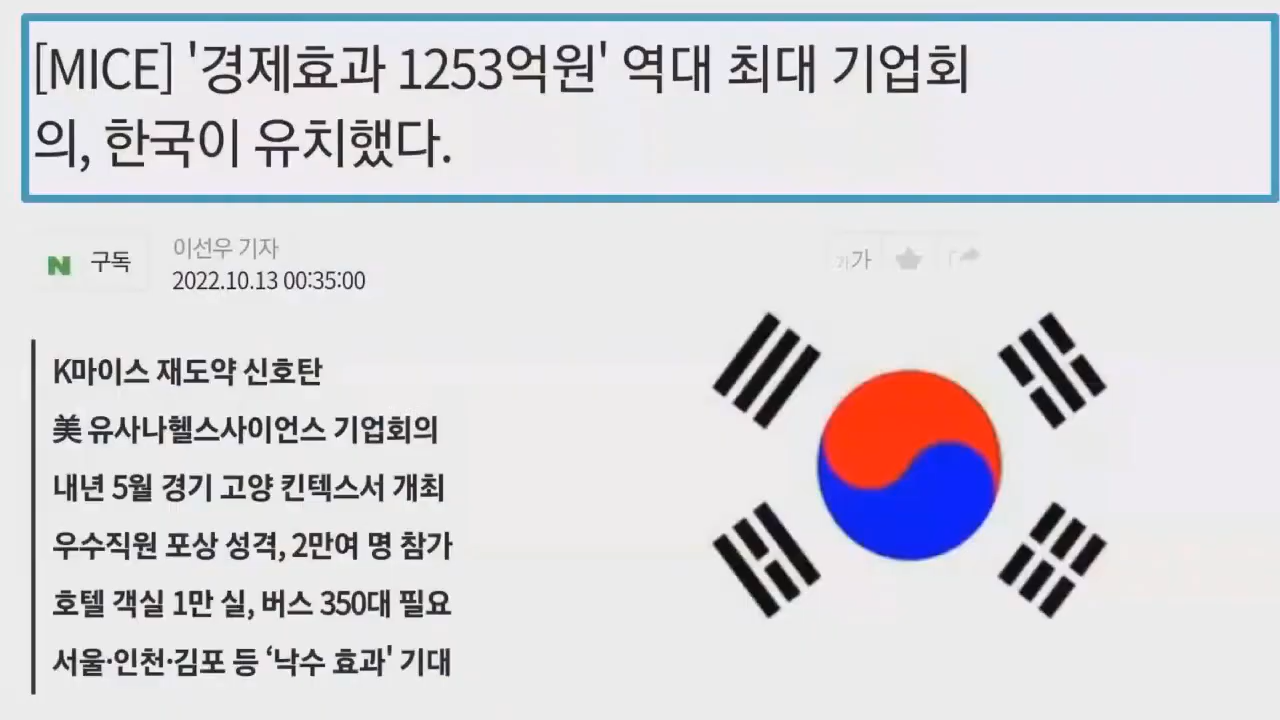 [MICE] '경제효과 1253억원' 역대 최대 기업회
의, 한국이 유치했다.
N 구독
이선우 기자
2022.10.13 00:35:00
가가
K마이스 재도약 신호탄
美 유사나헬스사이언스 기업회의
내년 5월 경기 고양 킨텍스서 개최
우수직원 포상 성격, 2만여 명 참가
호텔 객실 1만 실, 버스 350대 필요
서울·인천·김포 등 ‘낙수 효과' 기대